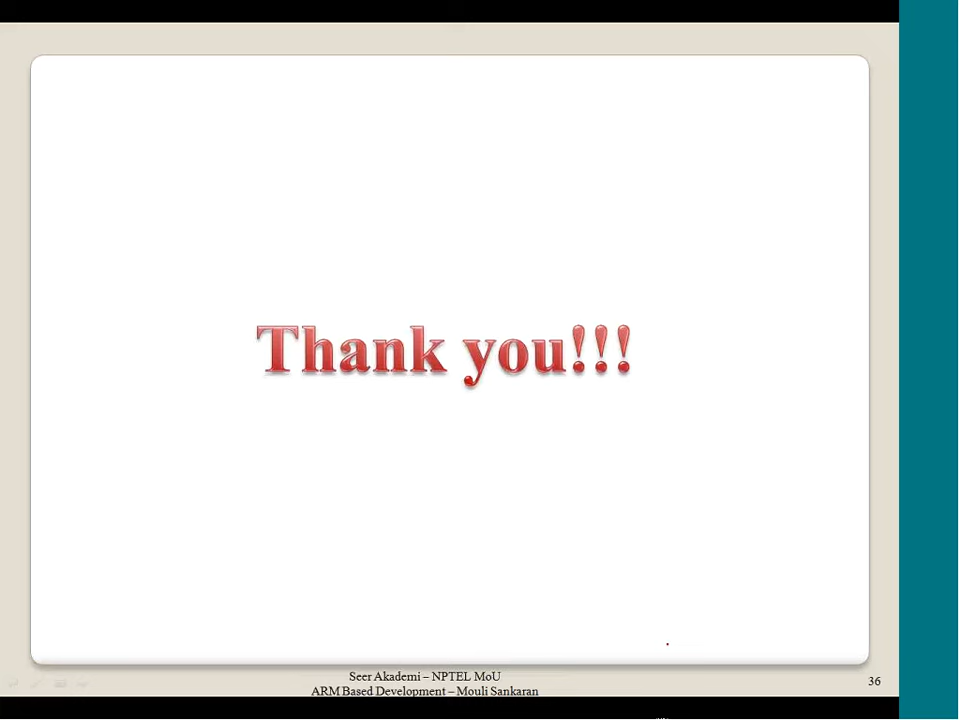 Thank you!!!
Seer Akademi – NPTEL MoU
ARM Based Development – Mouli Sankaran
36